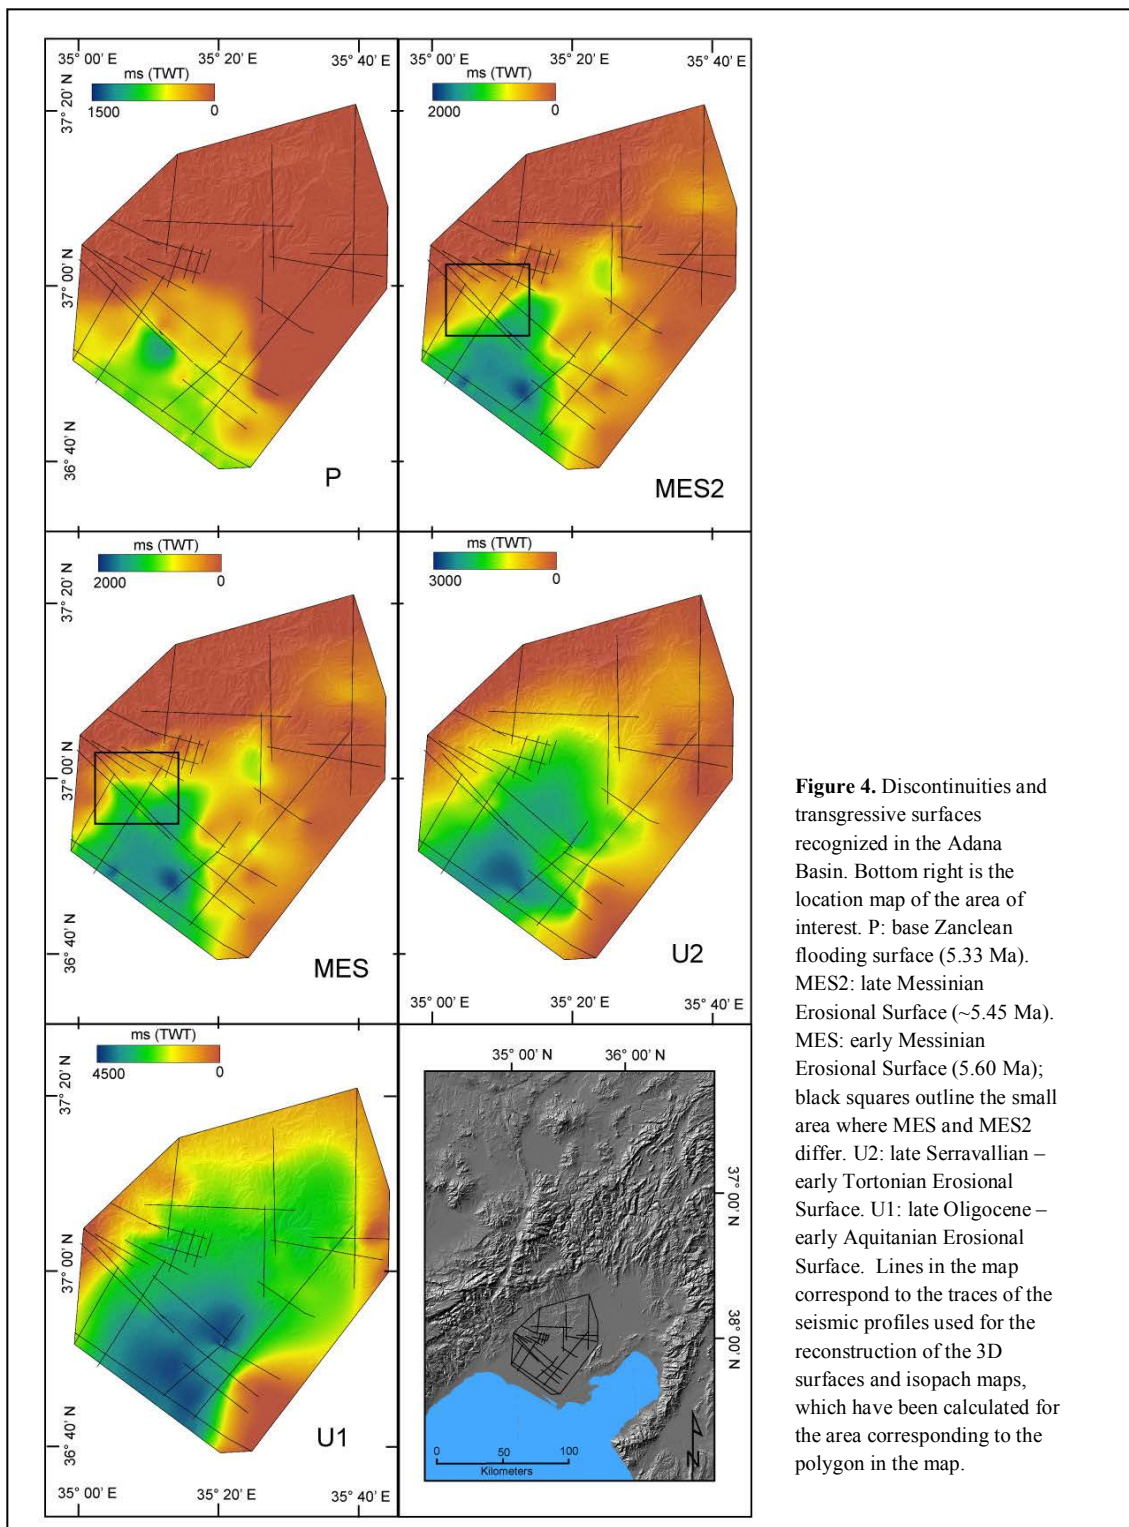 35° 00' E 35° 20' E 35° 40' E
ms (TWT)
1500 0
37° 20' N
37° 00' N
36° 40' N
P
35° 00' E 35° 20' E 35° 40' E
ms (TWT)
2000 0
MES2
ms (TWT)
2000 0
37° 20' N
37° 00' N
36° 40' N
MES
ms (TWT)
3000 0
U2
35° 00' E 35° 20' E 35° 40' E
ms (TWT)
4500 0
37° 20' N
37° 00' N
36° 40' N
U1
35° 00' E 35° 20' E 35° 40' E
35° 00' N 36° 00' N
37° 00' N
38° 00' N
0 50 100
Kilometers
N
Figure 4. Discontinuities and
transgressive surfaces
recognized in the Adana
Basin. Bottom right is the
location map of the area of
interest. P: base Zanclean
flooding surface (5.33 Ma).
MES2: late Messinian
Erosional Surface (~5.45 Ma).
MES: early Messinian
Erosional Surface (5.60 Ma);
black squares outline the small
area where MES and MES2
differ. U2: late Serravallian –
early Tortonian Erosional
Surface. U1: late Oligocene –
early Aquitanian Erosional
Surface. Lines in the map
correspond to the traces of the
seismic profiles used for the
reconstruction of the 3D
surfaces and isopach maps,
which have been calculated for
the area corresponding to the
polygon in the map.